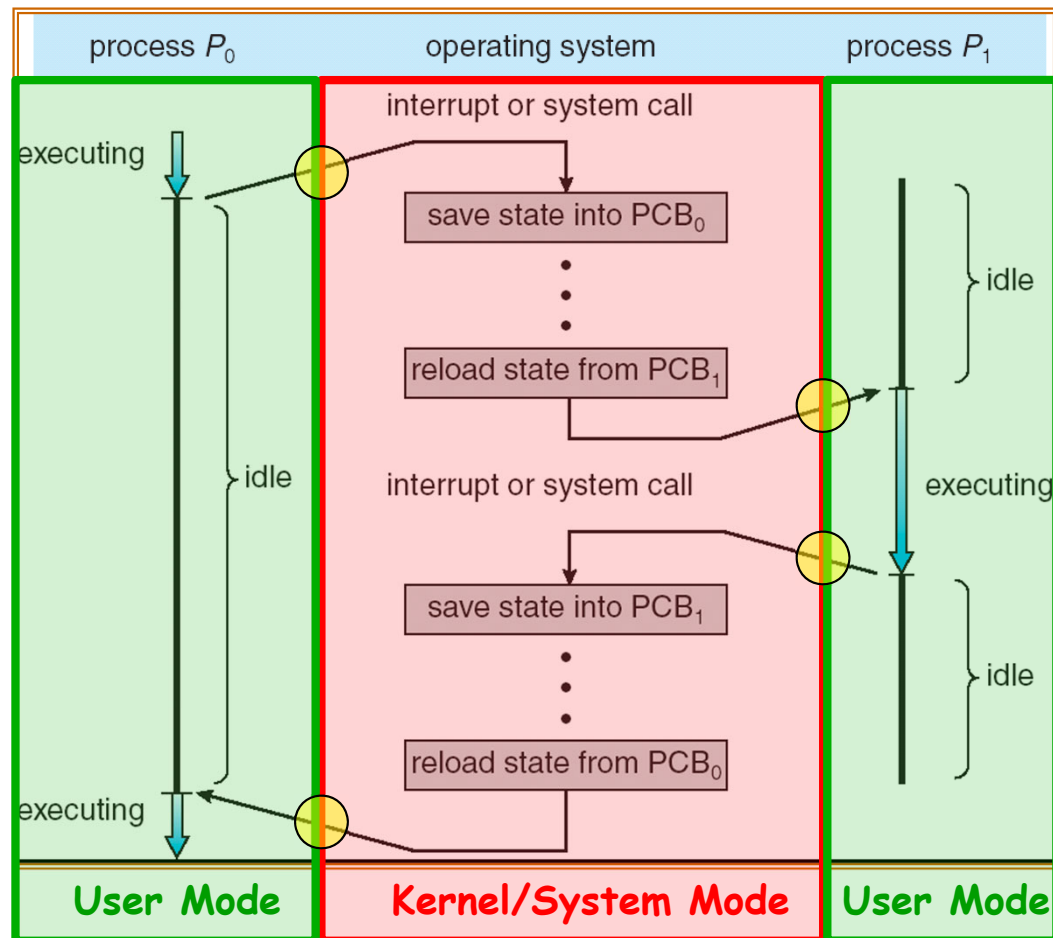 process P₀ operating system process P₁
interrupt or system call
executing
save state into PCB₀
idle
reload state from PCB₁
idle
interrupt or system call
executing
save state into PCB₁
idle
reload state from PCB₀
executing
User Mode Kernel/System Mode User Mode